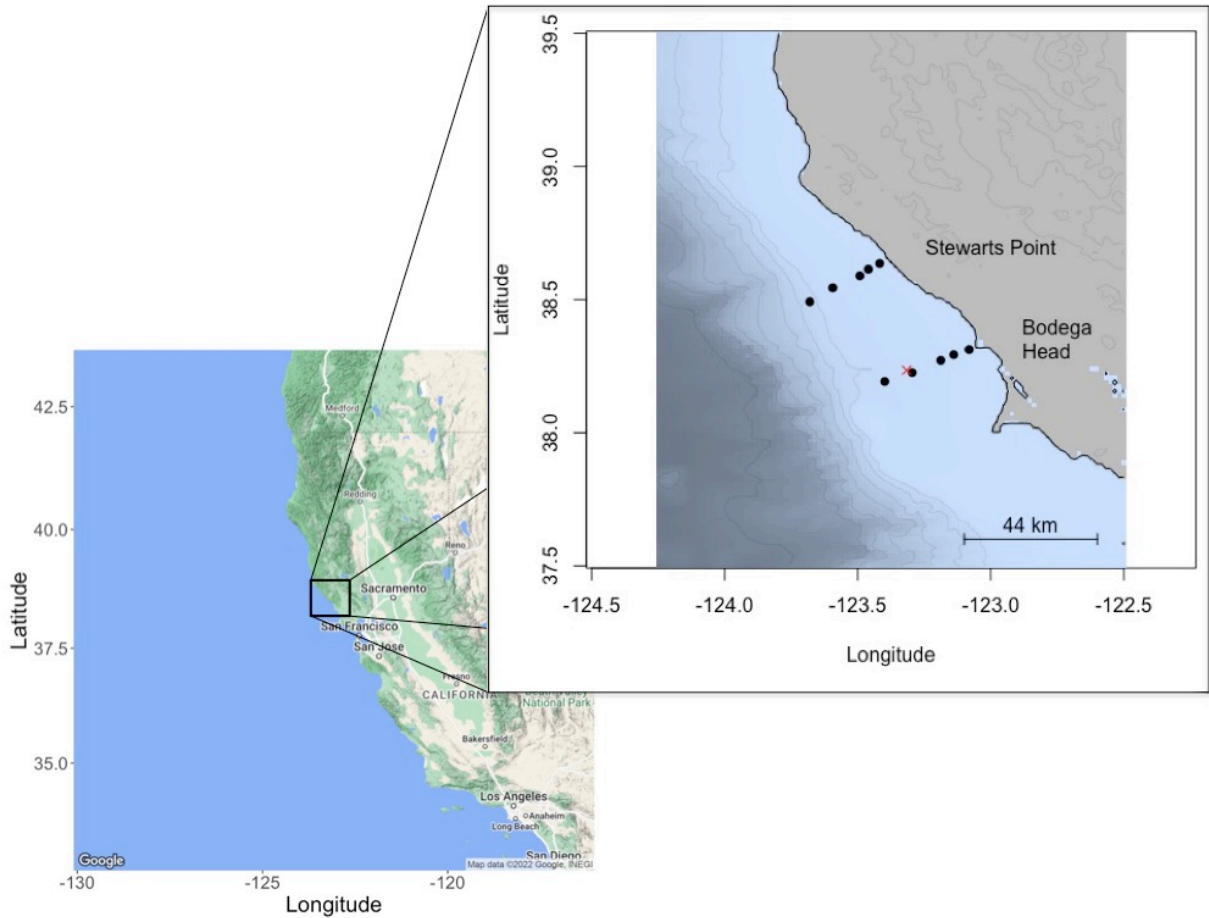 39.5
39.0
38.5
38.0
37.5
Latitude
Stewarts Point
Bodega
Head
44 km
-124.5
-124.0
-123.5
-123.0
-122.5
Longitude
42.5
40.0
37.5
35.0
Latitude
Medford
Redding
Reno
Sacramento
San Francisco
San Jose
Fresno
CALIFORNIA
National Park
Bakersfield
Los Angeles
Anaheim
Long Beach
San Diego
Google
Map data ©2022 Google, INEGI
-130
-125
-120
Longitude